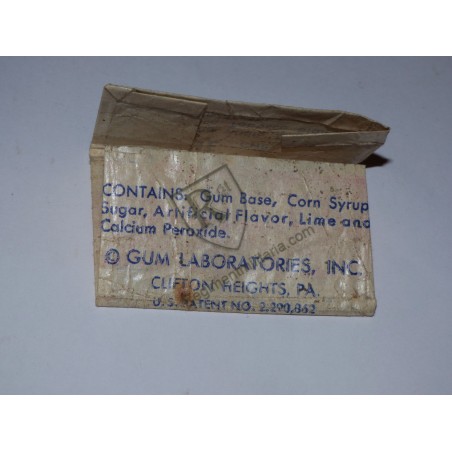 CONTAINS: Gum Base, Corn Syrup
Sugar, Artificial Flavor, Lime and
Calcium Peroxide.
© GUM LABORATORIES, INC.
CLIFTON HEIGHTS, PA.
U. S. PATENT NO. 2,290,862